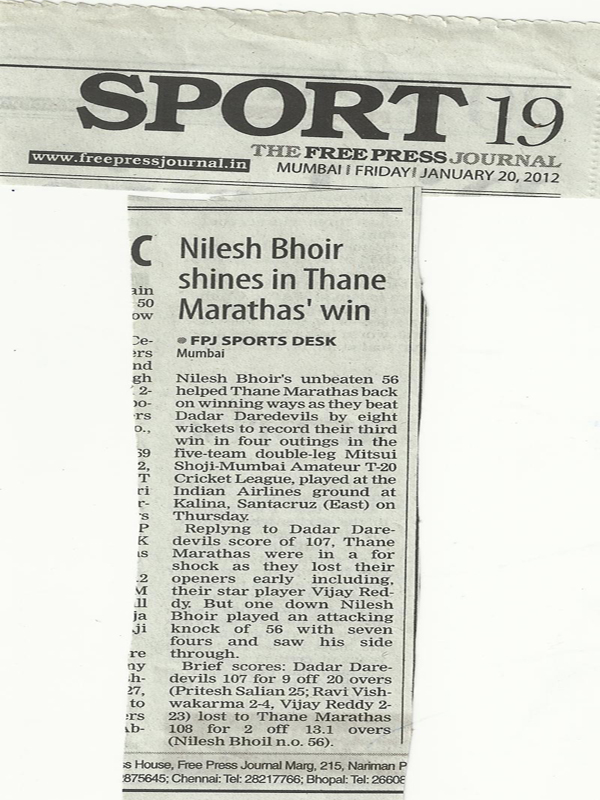 SPORT 19
www.freepressjournal.in THE FREE PRESS JOURNAL
MUMBAI | FRIDAY | JANUARY 20, 2012
C
Nilesh Bhoir
shines in Thane
Marathas' win
FPJ SPORTS DESK
Mumbai
Nilesh Bhoir's unbeaten 56
helped Thane Marathas back
on winning ways as they beat
Dadar Daredevils by eight
wickets to record their third
win in four outings in the
five-team double-leg Mitsui
Shoji-Mumbai Amateur T-20
Cricket League, played at the
Indian Airlines ground at
Kalina, Santacruz (East) on
Thursday.
Replyng to Dadar Dare-
devils score of 107, Thane
Marathas were in a for
shock as they lost their
openers early including,
their star player Vijay Red-
dy. But one down Nilesh
Bhoir played an attacking
knock of 56 with seven
fours and saw his side
through.
Brief scores: Dadar Dare-
devils 107 for 9 off 20 overs
(Pritesh Salian 25; Ravi Vish-
wakarma 2-4, Vijay Reddy 2-
23) lost to Thane Marathas
108 for 2 off 13.1 overs
(Nilesh Bhoil n.o. 56).
s House, Free Press Journal Marg, 215, Nariman P
875645; Chennai: Tel: 28217766; Bhopal: Tel: 26608